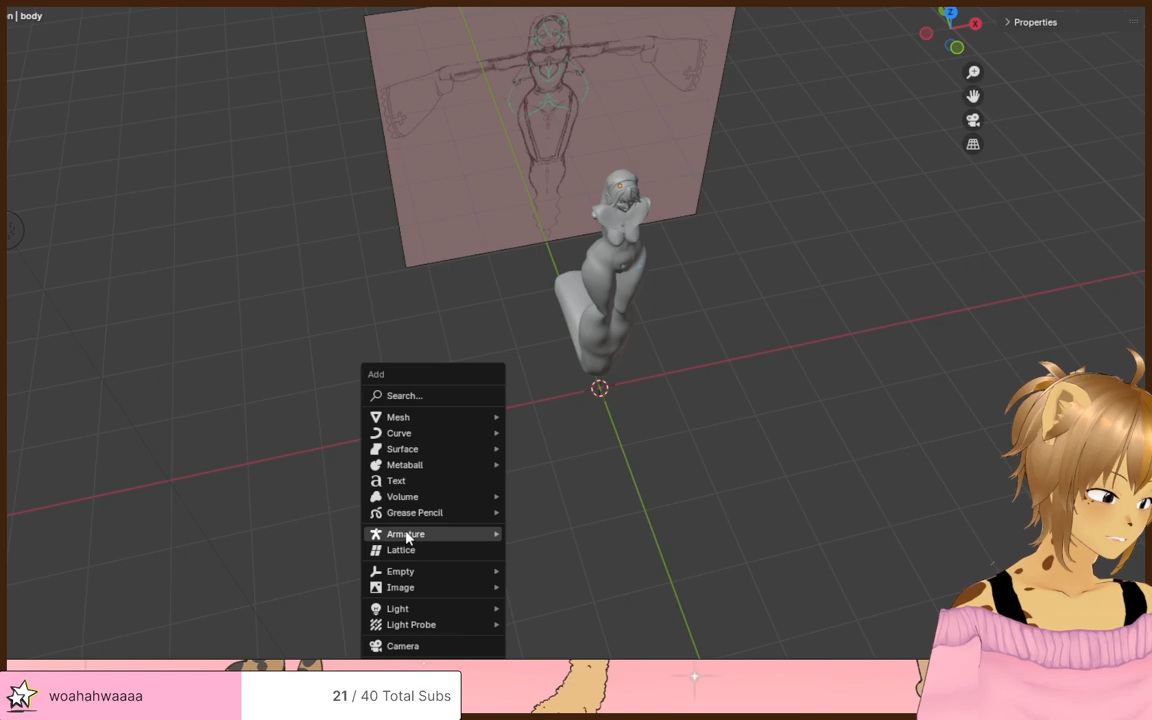 n | body
Z
X
Properties
Add
Search...
Mesh
Curve
Surface
Metaball
Text
Volume
Grease Pencil
Armature
Lattice
Empty
Image
Light
Light Probe
Camera
woahahwaaaa
21 / 40 Total Subs